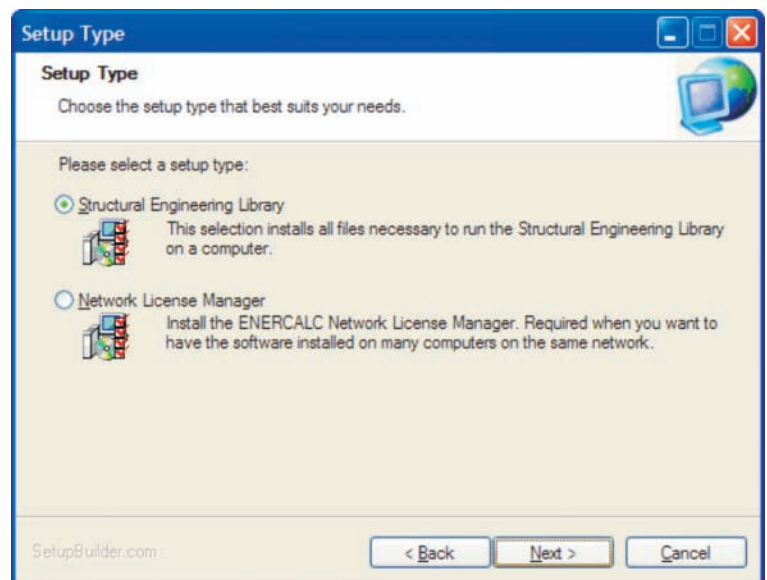 Setup Type
Setup Type
Choose the setup type that best suits your needs.
Please select a setup type:
Structural Engineering Library
This selection installs all files necessary to run the Structural Engineering Library
on a computer.
Network License Manager
Install the ENERCALC Network License Manager. Required when you want to
have the software installed on many computers on the same network.
SetupBuilder.com
< Back
Next >
Cancel